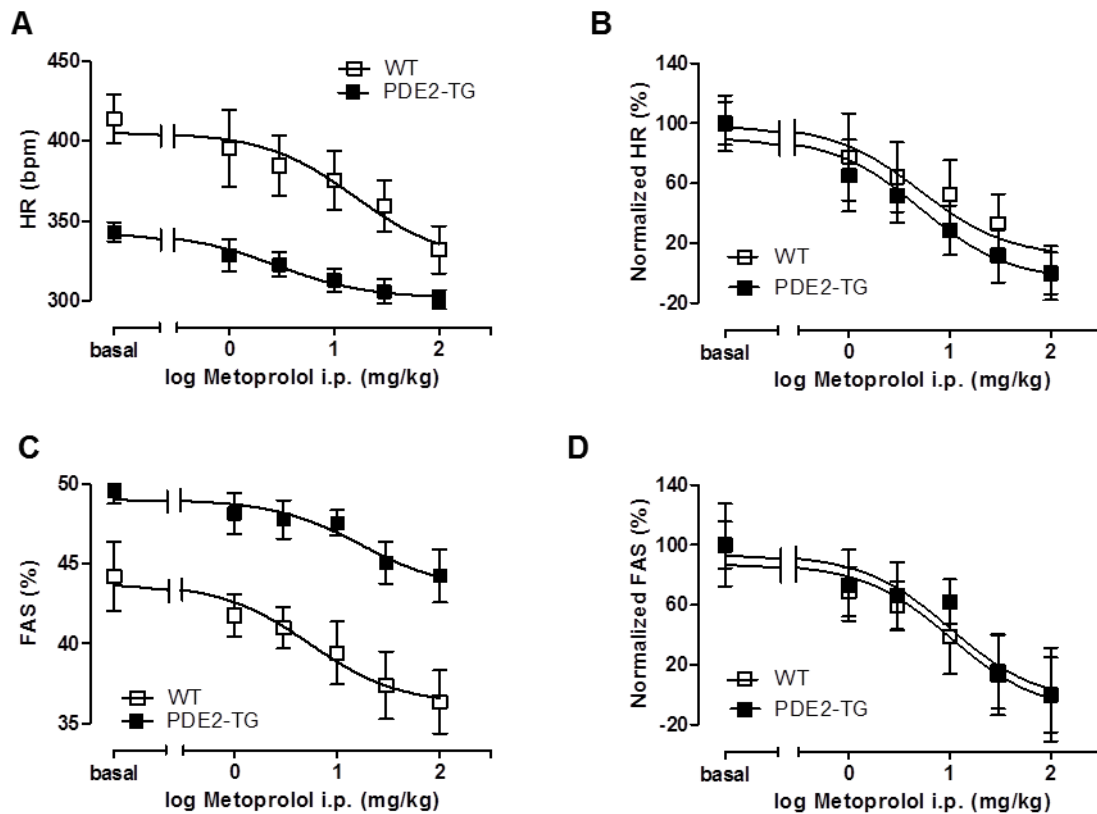 A
HR (bpm)
450
400
350
300
WT
PDE2-TG
basal
0
1
2
log Metoprolol i.p. (mg/kg)
B
Normalized HR (%)
140
100
60
20
-20
WT
PDE2-TG
basal
0
1
2
log Metoprolol i.p. (mg/kg)
C
FAS (%)
50
45
40
35
WT
PDE2-TG
basal
0
1
2
log Metoprolol i.p. (mg/kg)
D
Normalized FAS (%)
140
100
60
20
-20
WT
PDE2-TG
basal
0
1
2
log Metoprolol i.p. (mg/kg)